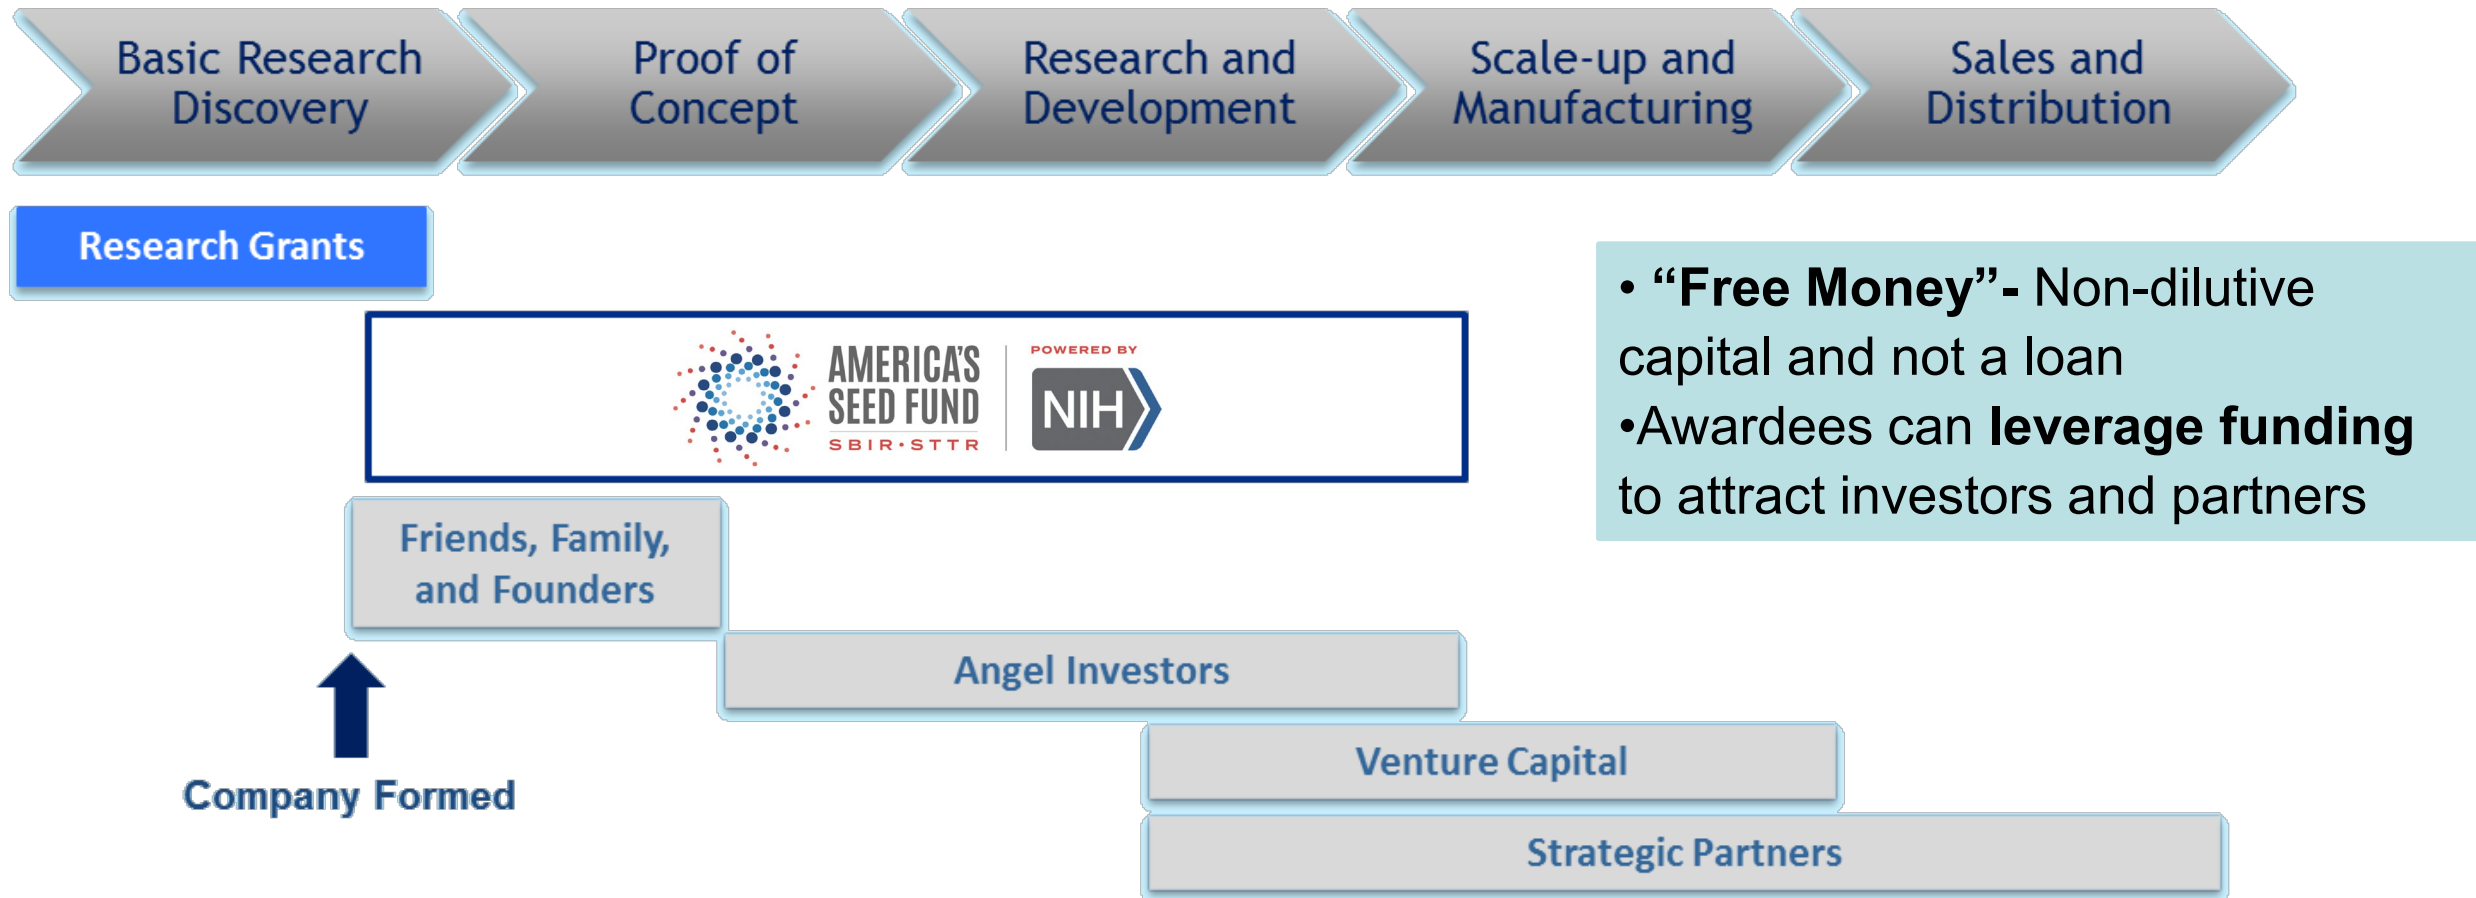 Basic Research
Discovery
Proof of
Concept
Research and
Development
Scale-up and
Manufacturing
Sales and
Distribution
Research Grants
AMERICA'S
SEED FUND
SBIR·STTR
POWERED BY
NIH
• “Free Money”- Non-dilutive
capital and not a loan
•Awardees can leverage funding
to attract investors and partners
Friends, Family,
and Founders
Angel Investors
Company Formed
Venture Capital
Strategic Partners